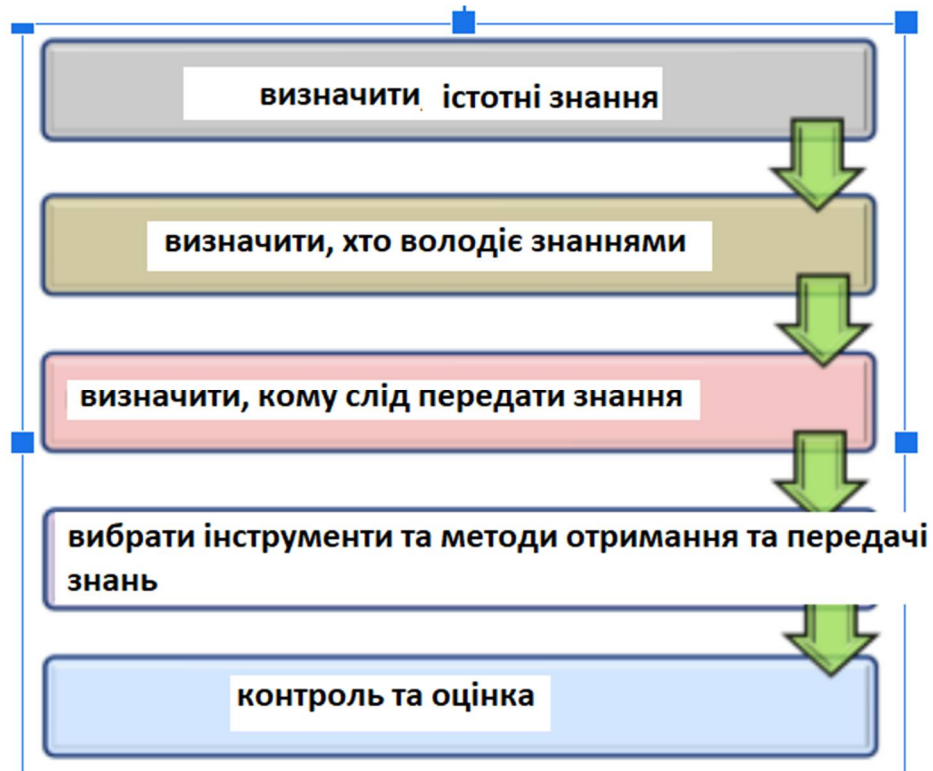 визначити істотні знання
визначити, хто володіє знаннями
визначити, кому слід передати знання
вибрати інструменти та методи отримання та передачі
знань
контроль та оцінка